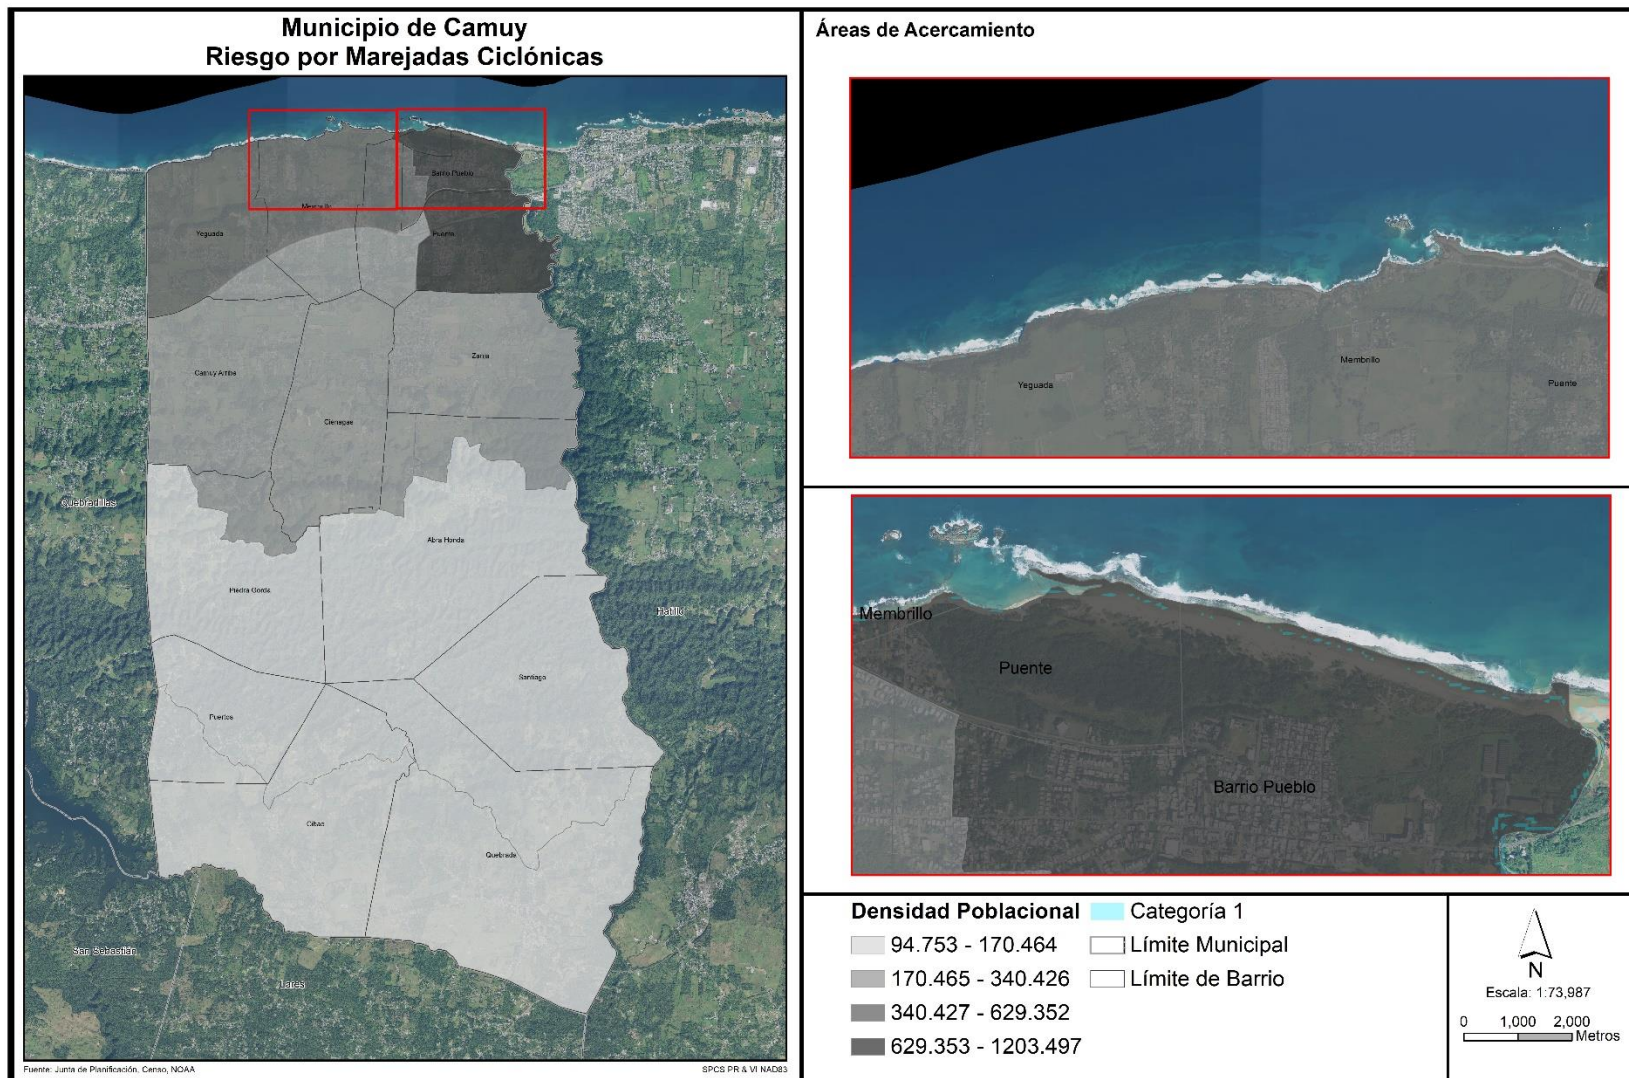 Municipio de Camuy
Riesgo por Marejadas Ciclónicas
Barrio Pueblo
Membrillo
Yeguada
Puente
Zanja
Camuy Arriba
Cienagas
Quebradillas
Abra Honda
Piedra Gorda
Hatillo
Santiago
Puertos
Cibao
Quebrada
San Sebastián
Lares
Fuente: Junta de Planificación, Censo, NOAA
SPCS PR & VI NAD83
Áreas de Acercamiento
Membrillo
Yeguada
Puente
Membrillo
Puente
Barrio Pueblo
Densidad Poblacional
94.753 - 170.464
170.465 - 340.426
340.427 - 629.352
629.353 - 1203.497
Categoría 1
Límite Municipal
Límite de Barrio
N
Escala: 1:73,987
0 1,000 2,000
Metros